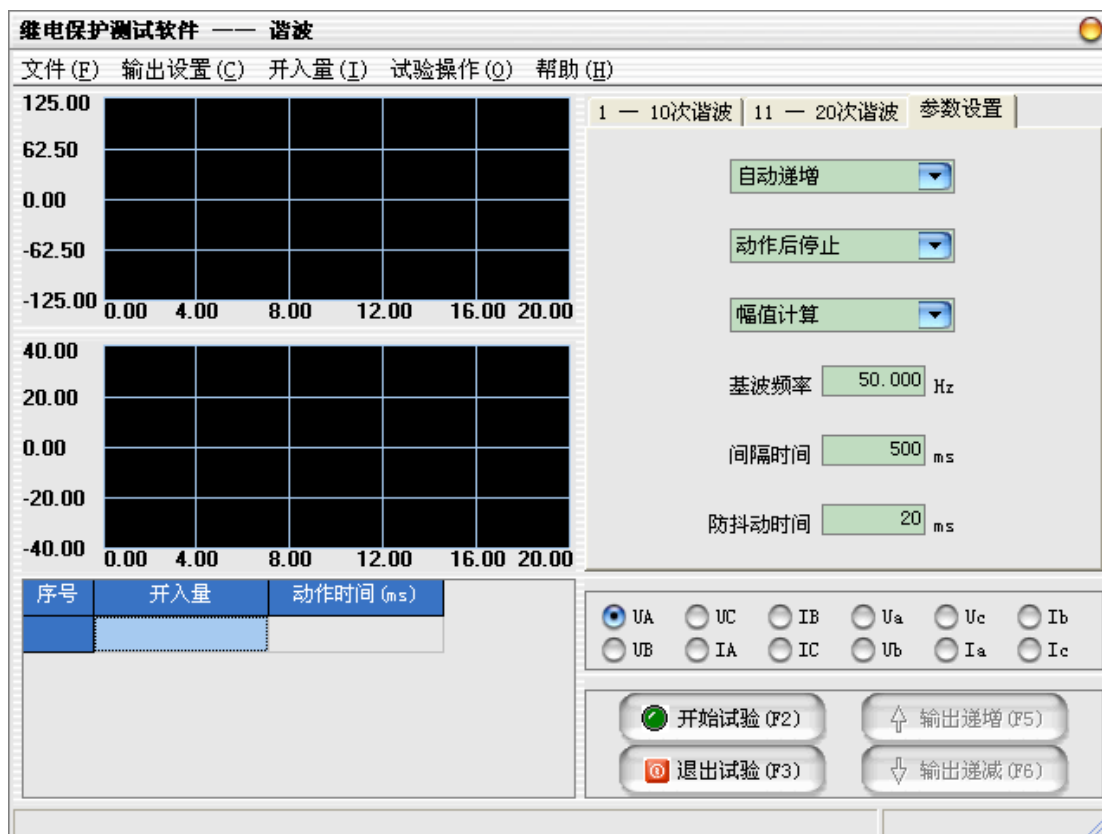 继电保护测试软件 —— 谐波
文件(F) 输出设置(C) 开入量(I) 试验操作(O) 帮助(H)
125.00
62.50
0.00
-62.50
-125.00
0.00 4.00 8.00 12.00 16.00 20.00
40.00
20.00
0.00
-20.00
-40.00
0.00 4.00 8.00 12.00 16.00 20.00
序号 开入量 动作时间(ms)
1 — 10次谐波 11 — 20次谐波 参数设置
自动递增
动作后停止
幅值计算
基波频率 50.000 Hz
间隔时间 500 ms
防抖动时间 20 ms
UA UC IB Ua Uc Ib
UB IA IC Ub Ia Ic
开始试验(F2) 输出递增(F5)
退出试验(F3) 输出递减(F6)